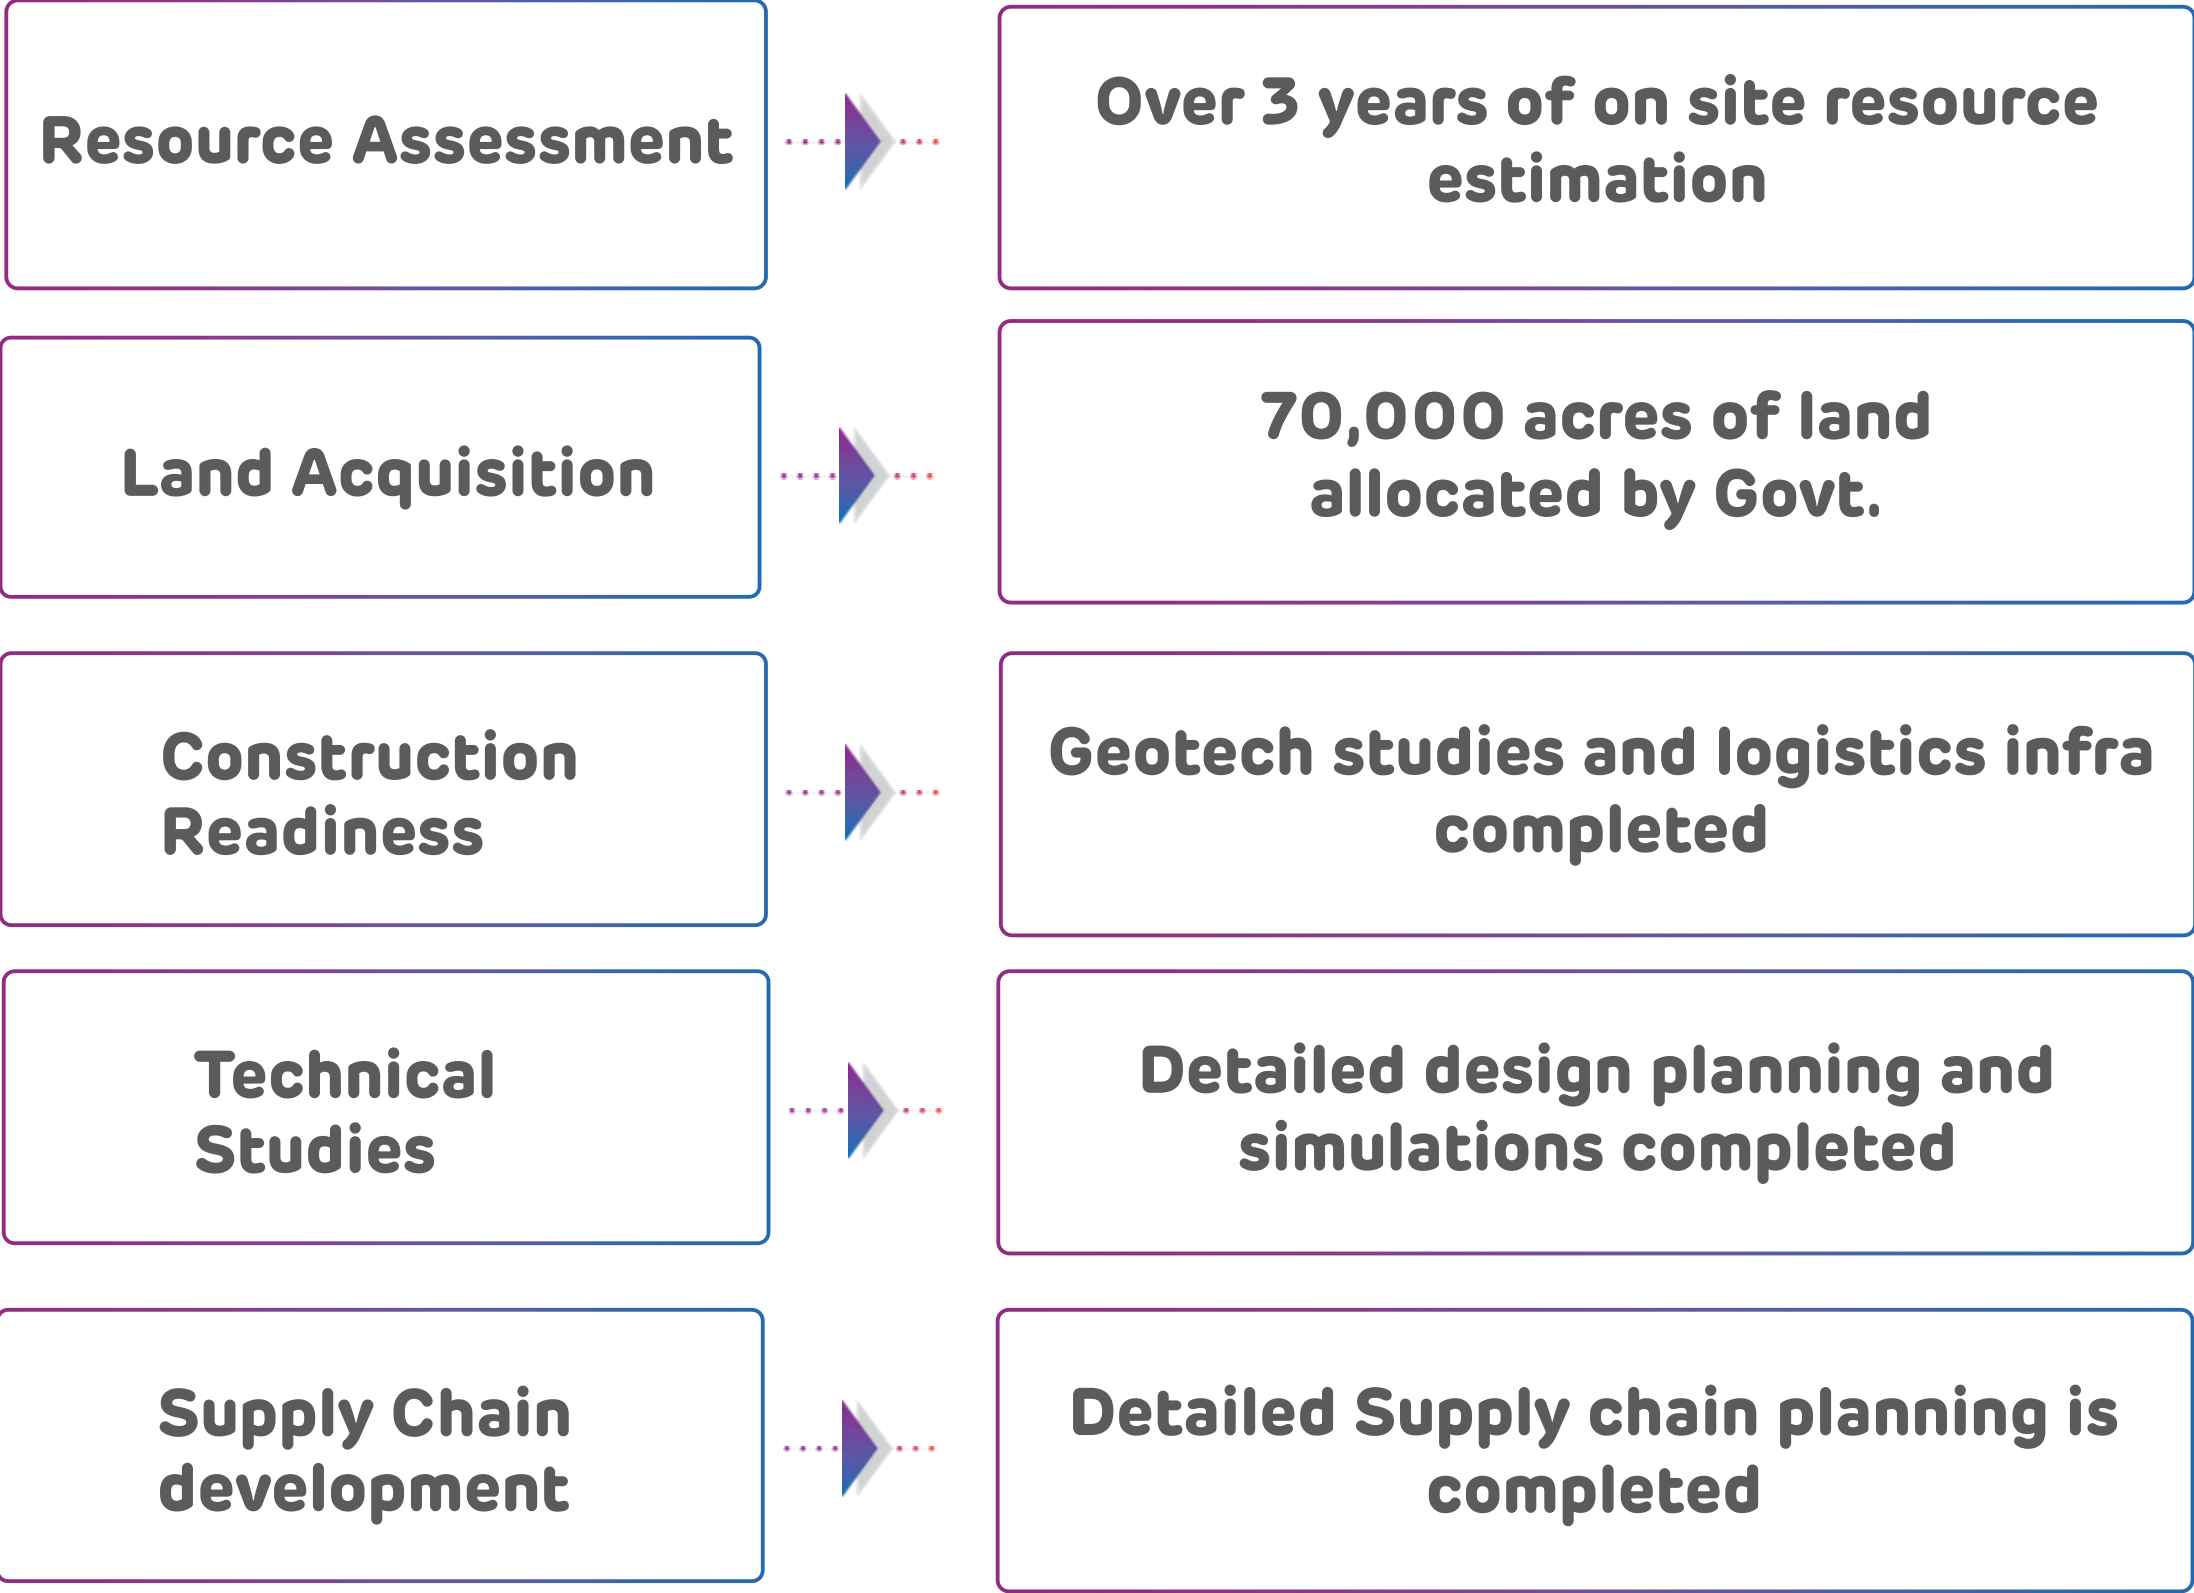 Resource Assessment
Over 3 years of on site resource
estimation
Land Acquisition
70,000 acres of land
allocated by Govt.
Construction
Readiness
Geotech studies and logistics infra
completed
Technical
Studies
Detailed design planning and
simulations completed
Supply Chain
development
Detailed Supply chain planning is
completed